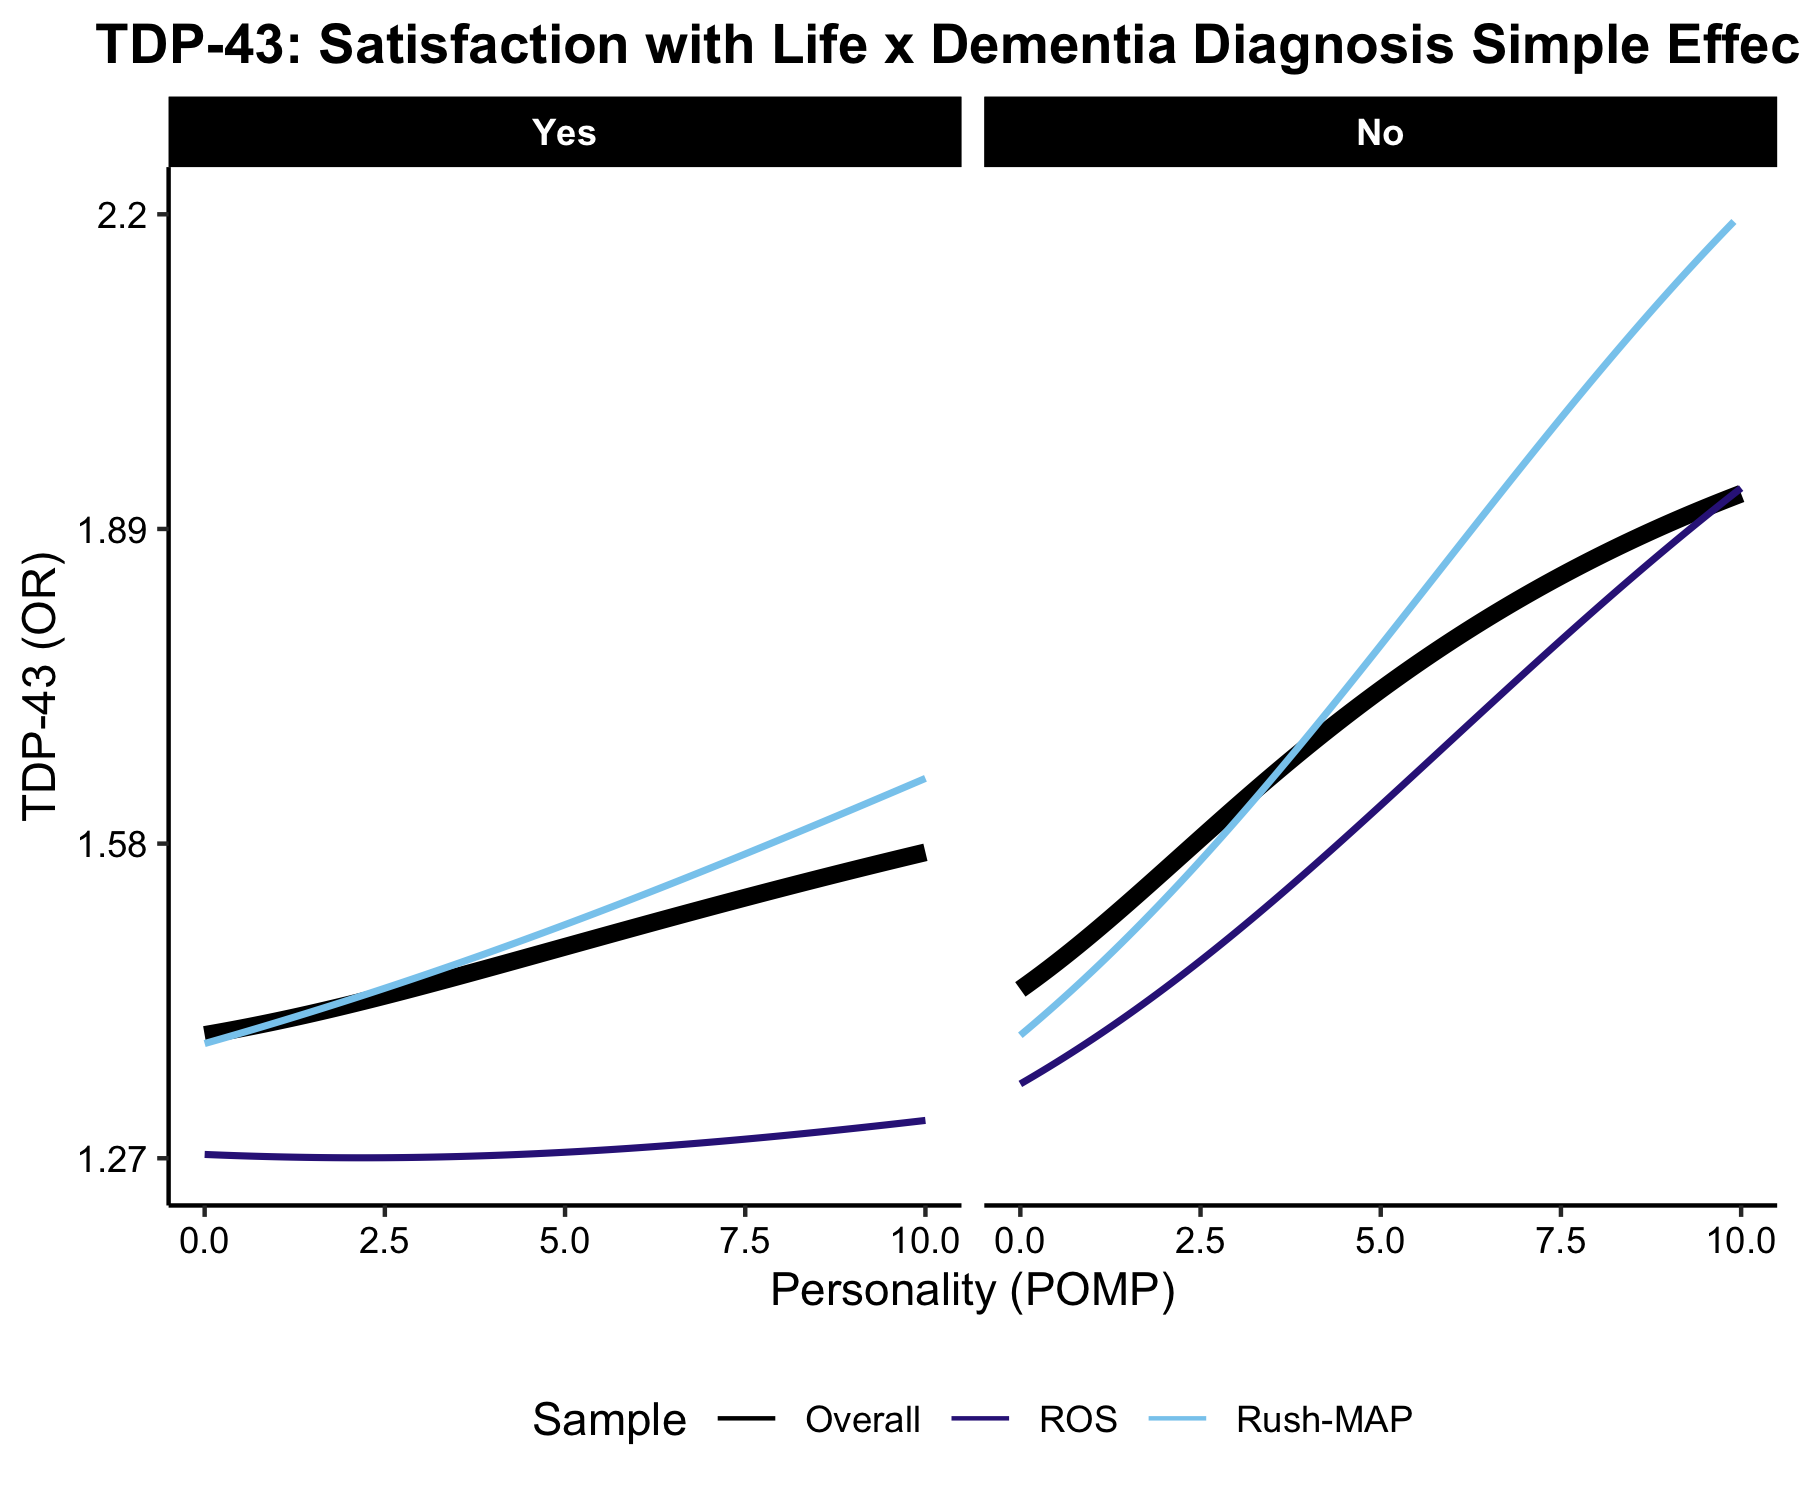 TDP-43: Satisfaction with Life x Dementia Diagnosis Simple Effec
Yes
No
2.2
1.89
1.58
1.27
TDP-43 (OR)
0.0 2.5 5.0 7.5 10.0
0.0 2.5 5.0 7.5 10.0
Personality (POMP)
Sample Overall ROS Rush-MAP